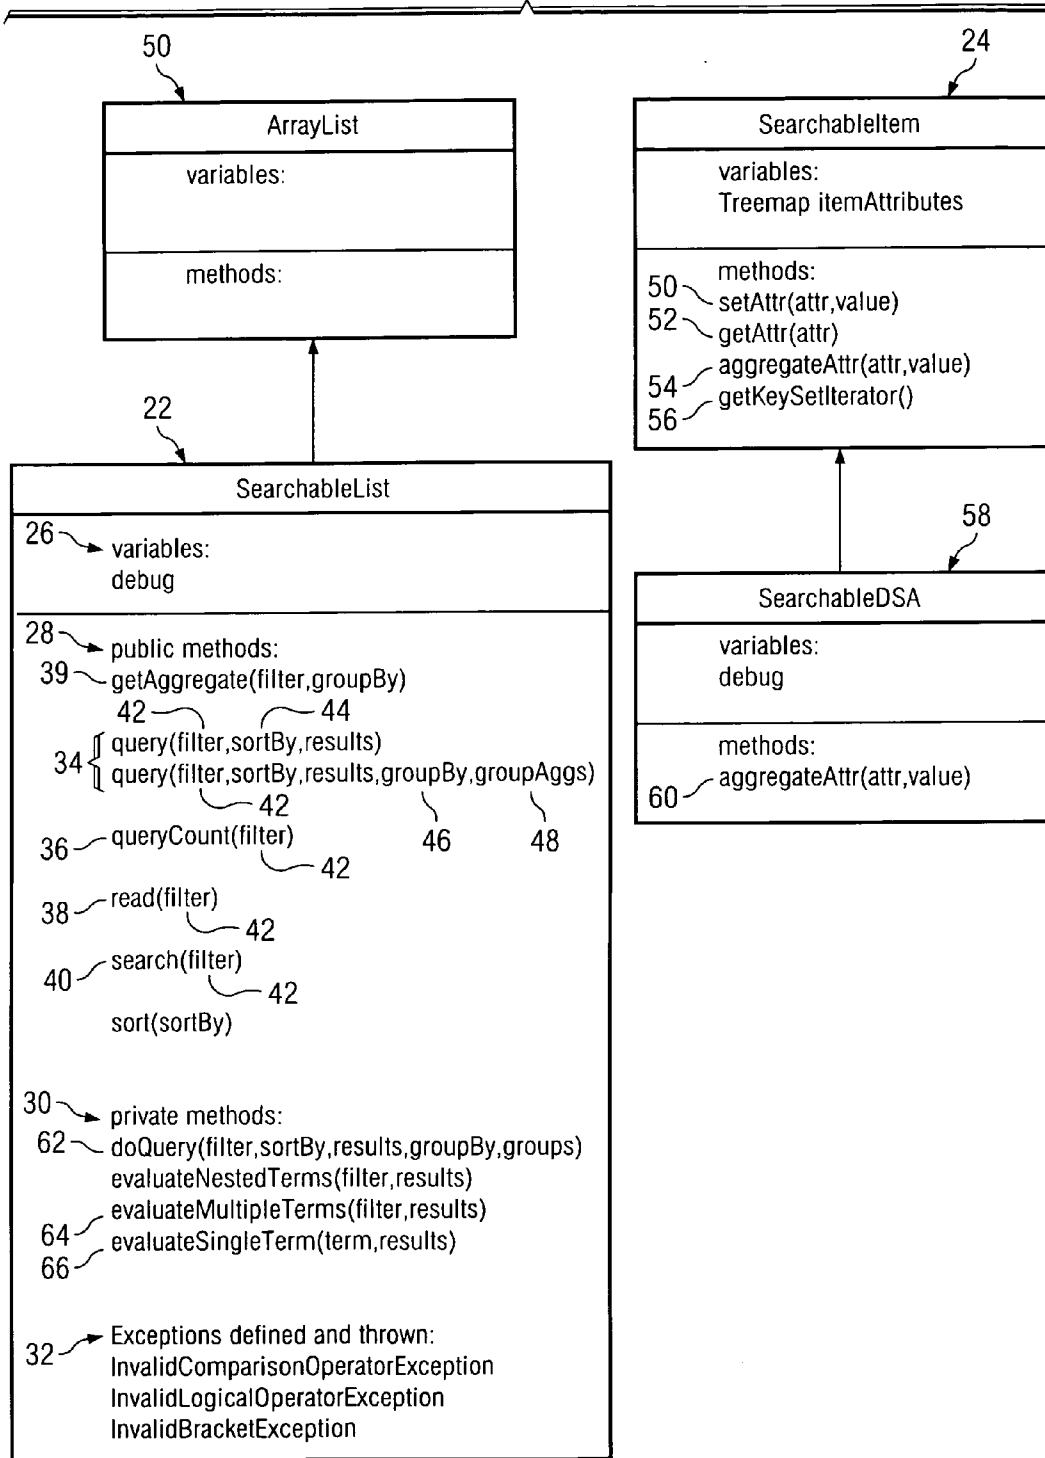 50
ArrayList
variables:
methods:
24
SearchableItem
variables:
Treemap itemAttributes
methods:
50 setAttr(attr,value)
52 getAttr(attr)
54 aggregateAttr(attr,value)
56 getKeySetIterator()
22
SearchableList
26 variables:
debug
28 public methods:
39 getAggregate(filter,groupBy)
42 44
34 query(filter,sortBy,results)
query(filter,sortBy,results,groupBy,groupAggs)
42 46 48
36 queryCount(filter)
42
38 read(filter)
42
40 search(filter)
42
sort(sortBy)
30 private methods:
62 doQuery(filter,sortBy,results,groupBy,groups)
evaluateNestedTerms(filter,results)
64 evaluateMultipleTerms(filter,results)
66 evaluateSingleTerm(term,results)
32 Exceptions defined and thrown:
InvalidComparisonOperatorException
InvalidLogicalOperatorException
InvalidBracketException
58
SearchableDSA
variables:
debug
methods:
60 aggregateAttr(attr,value)